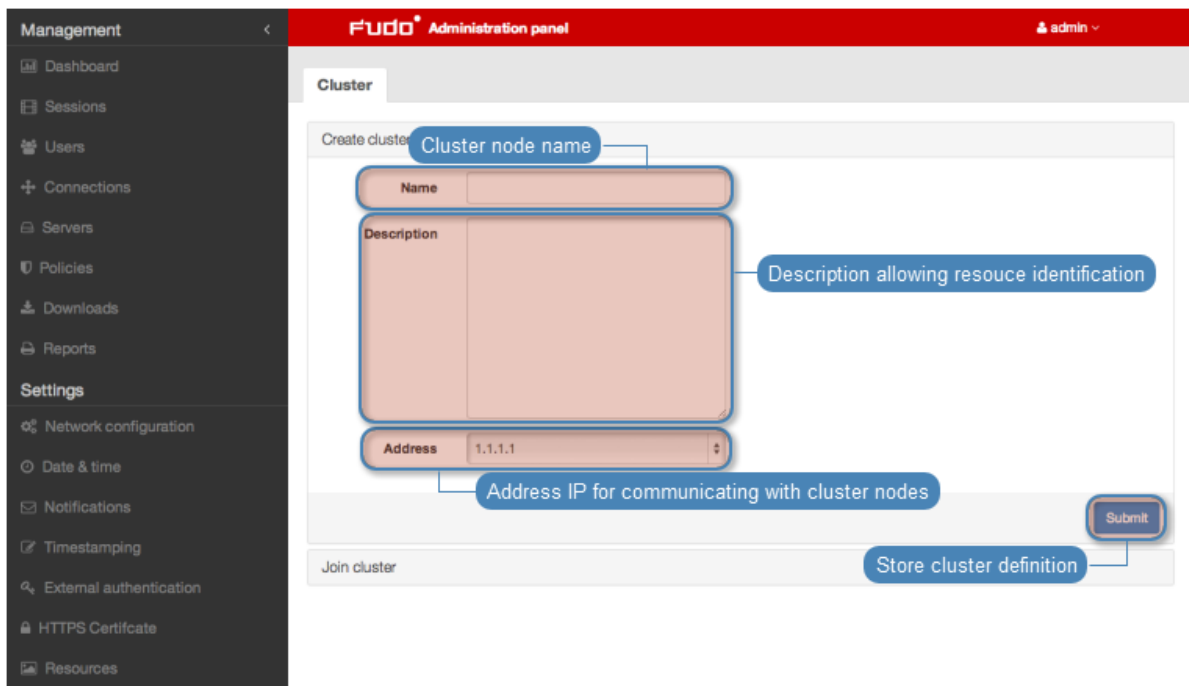 Management
FUDO Administration panel
admin
Dashboard
Sessions
Users
Connections
Servers
Policies
Downloads
Reports
Settings
Network configuration
Date & time
Notifications
Timestamping
External authentication
HTTPS Certifcate
Resources
Cluster
Create cluster
Cluster node name
Name
Description
Description allowing resouce identification
Address 1.1.1.1
Address IP for communicating with cluster nodes
Submit
Store cluster definition
Join cluster